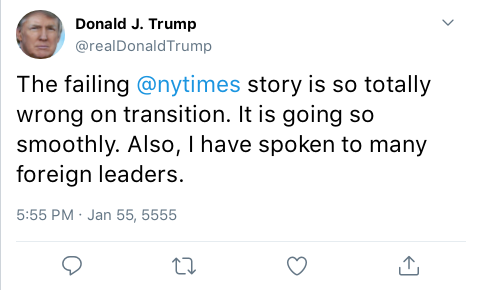 Donald J. Trump
@realDonaldTrump
The failing @nytimes story is so totally
wrong on transition. It is going so
smoothly. Also, I have spoken to many
foreign leaders.
5:55 PM · Jan 55, 5555